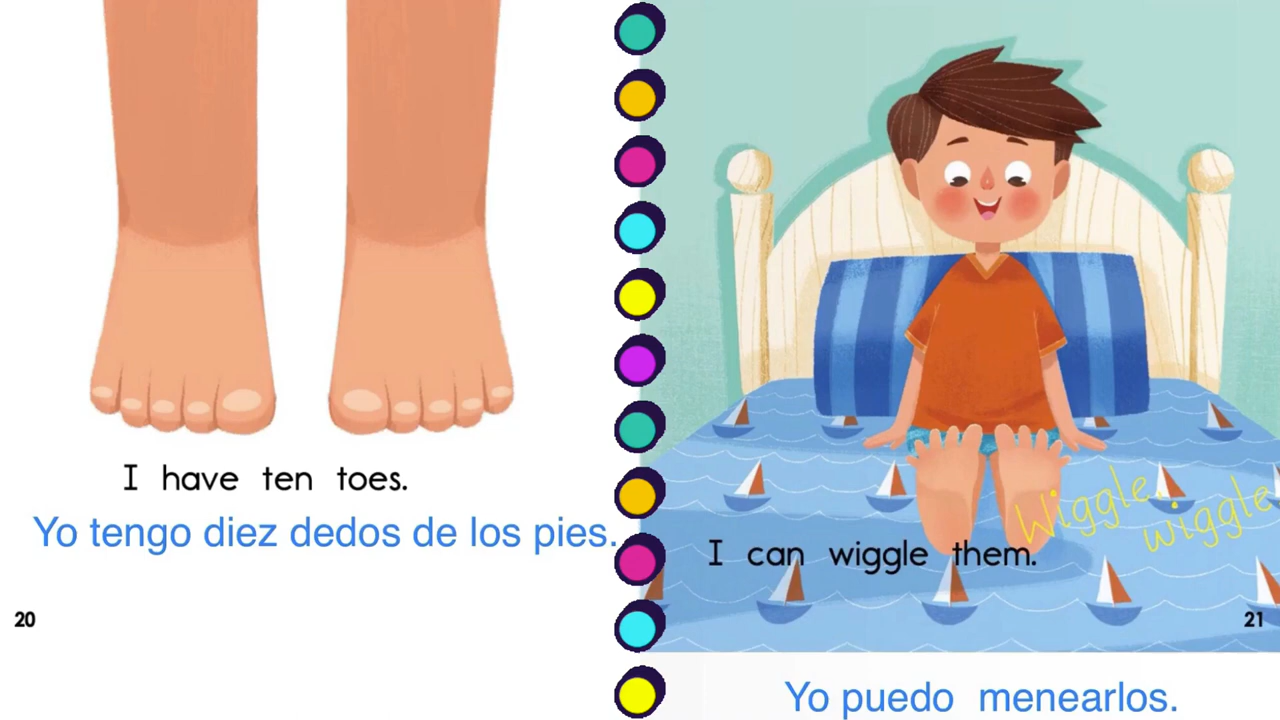 I have ten toes.
Yo tengo diez dedos de los pies.
20
Wiggle,
wiggle
I can wiggle them.
21
Yo puedo menearlos.